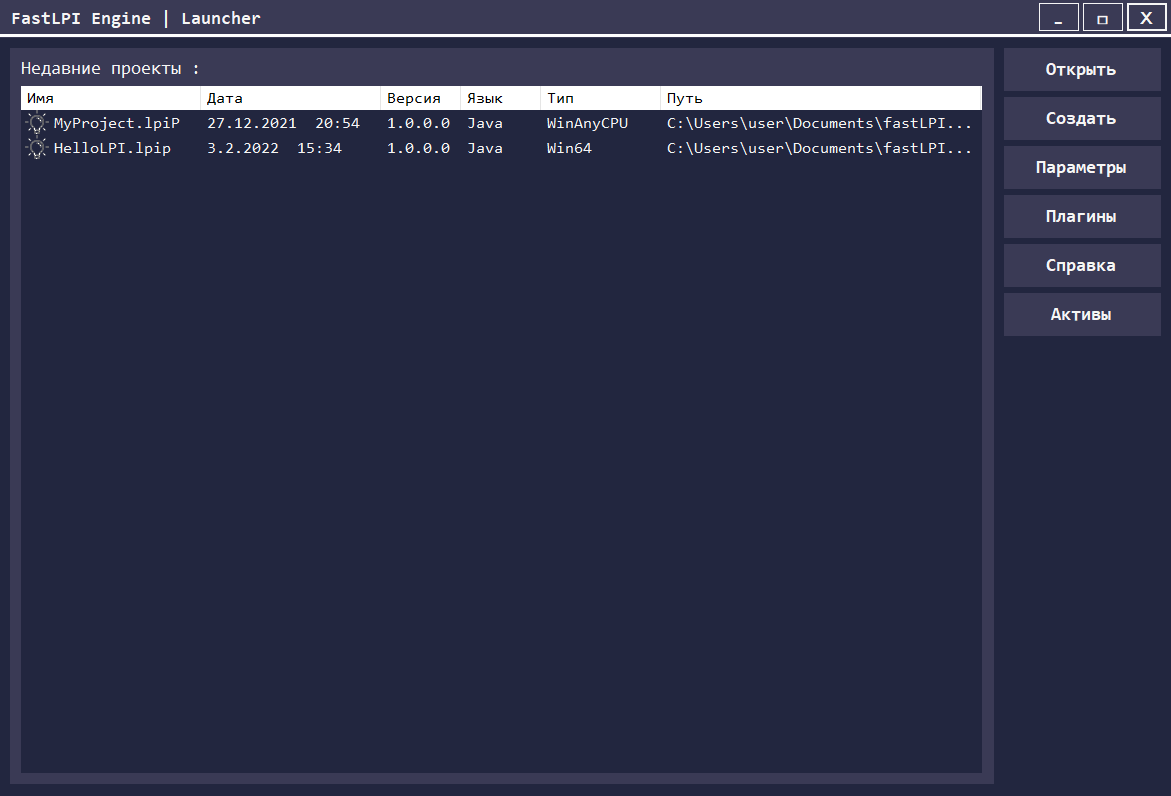 FastLPI Engine | Launcher
_ □ X
Недавние проекты :
Имя Дата Версия Язык Тип Путь
MyProject.lpiP 27.12.2021 20:54 1.0.0.0 Java WinAnyCPU C:\Users\user\Documents\fastLPI...
HelloLPI.lpip 3.2.2022 15:34 1.0.0.0 Java Win64 C:\Users\user\Documents\fastLPI...
Открыть
Создать
Параметры
Плагины
Справка
Активы